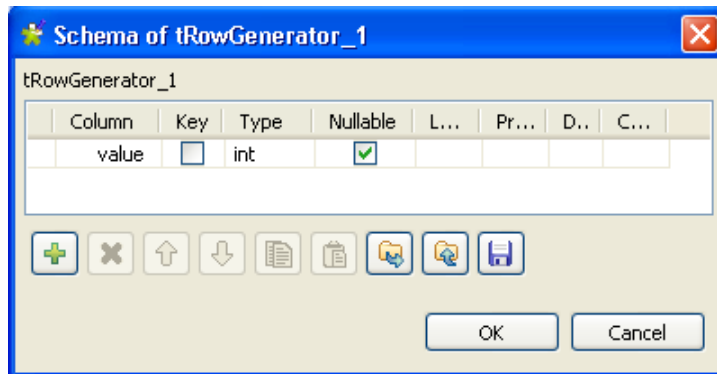 Schema of tRowGenerator_1
tRowGenerator_1
Column Key Type Nullable L... Pr... D.. C...
value int
OK Cancel